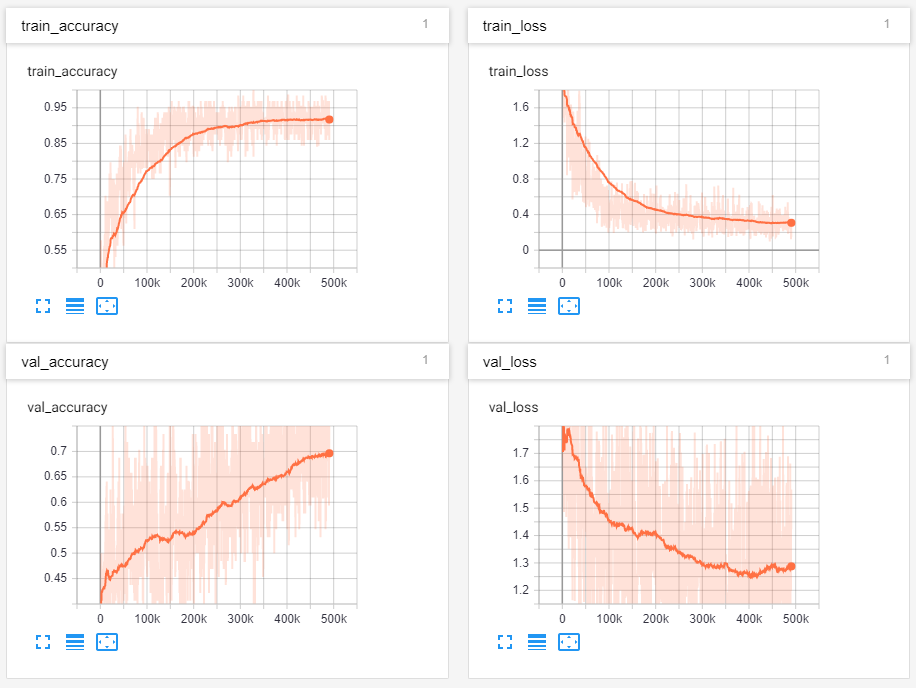 train_accuracy 1
train_accuracy
0.95
0.85
0.75
0.65
0.55
0 100k 200k 300k 400k 500k
train_loss 1
train_loss
1.6
1.2
0.8
0.4
0
0 100k 200k 300k 400k 500k
val_accuracy 1
val_accuracy
0.7
0.65
0.6
0.55
0.5
0.45
0 100k 200k 300k 400k 500k
val_loss 1
val_loss
1.7
1.6
1.5
1.4
1.3
1.2
0 100k 200k 300k 400k 500k